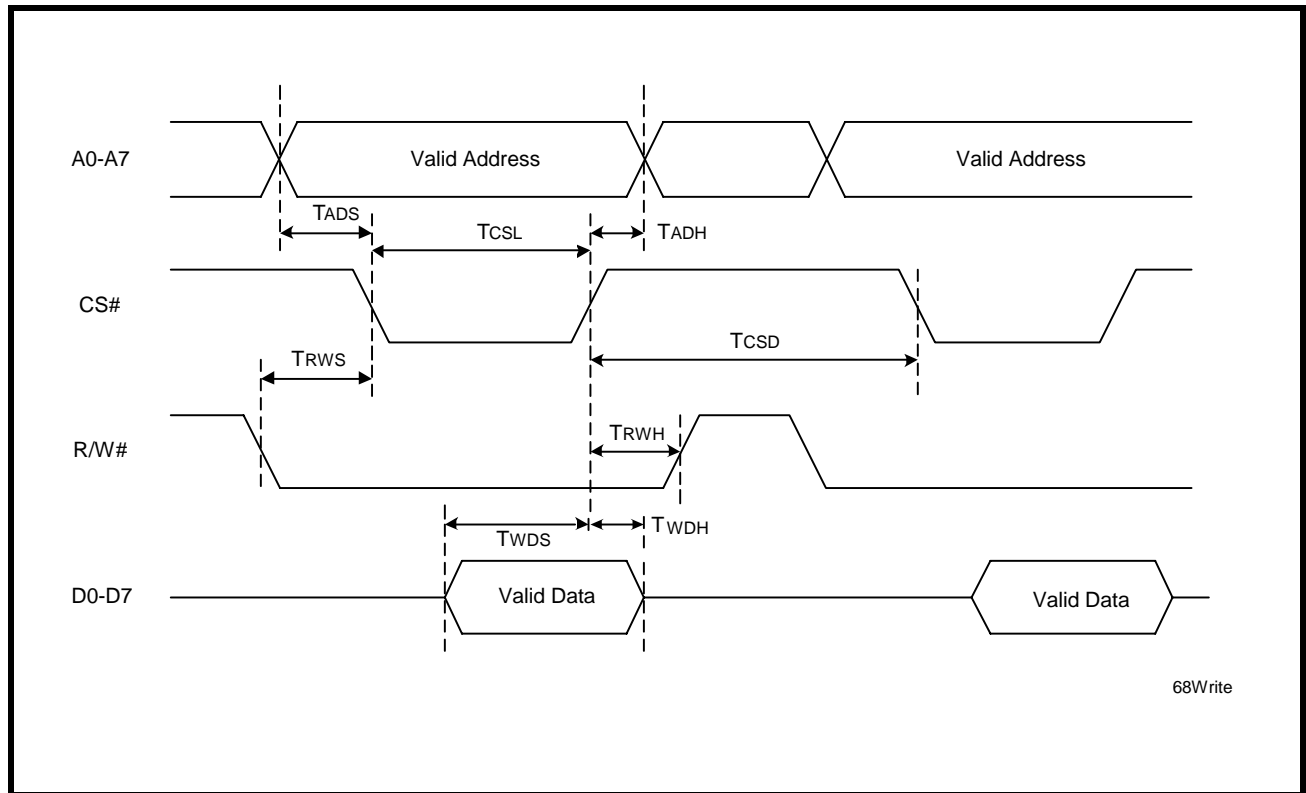 A0-A7
Valid Address
Valid Address
TADS
TCSL
TADH
CS#
TCSD
TRWS
R/W#
TRWH
TWDS
TWDH
D0-D7
Valid Data
Valid Data
68Write